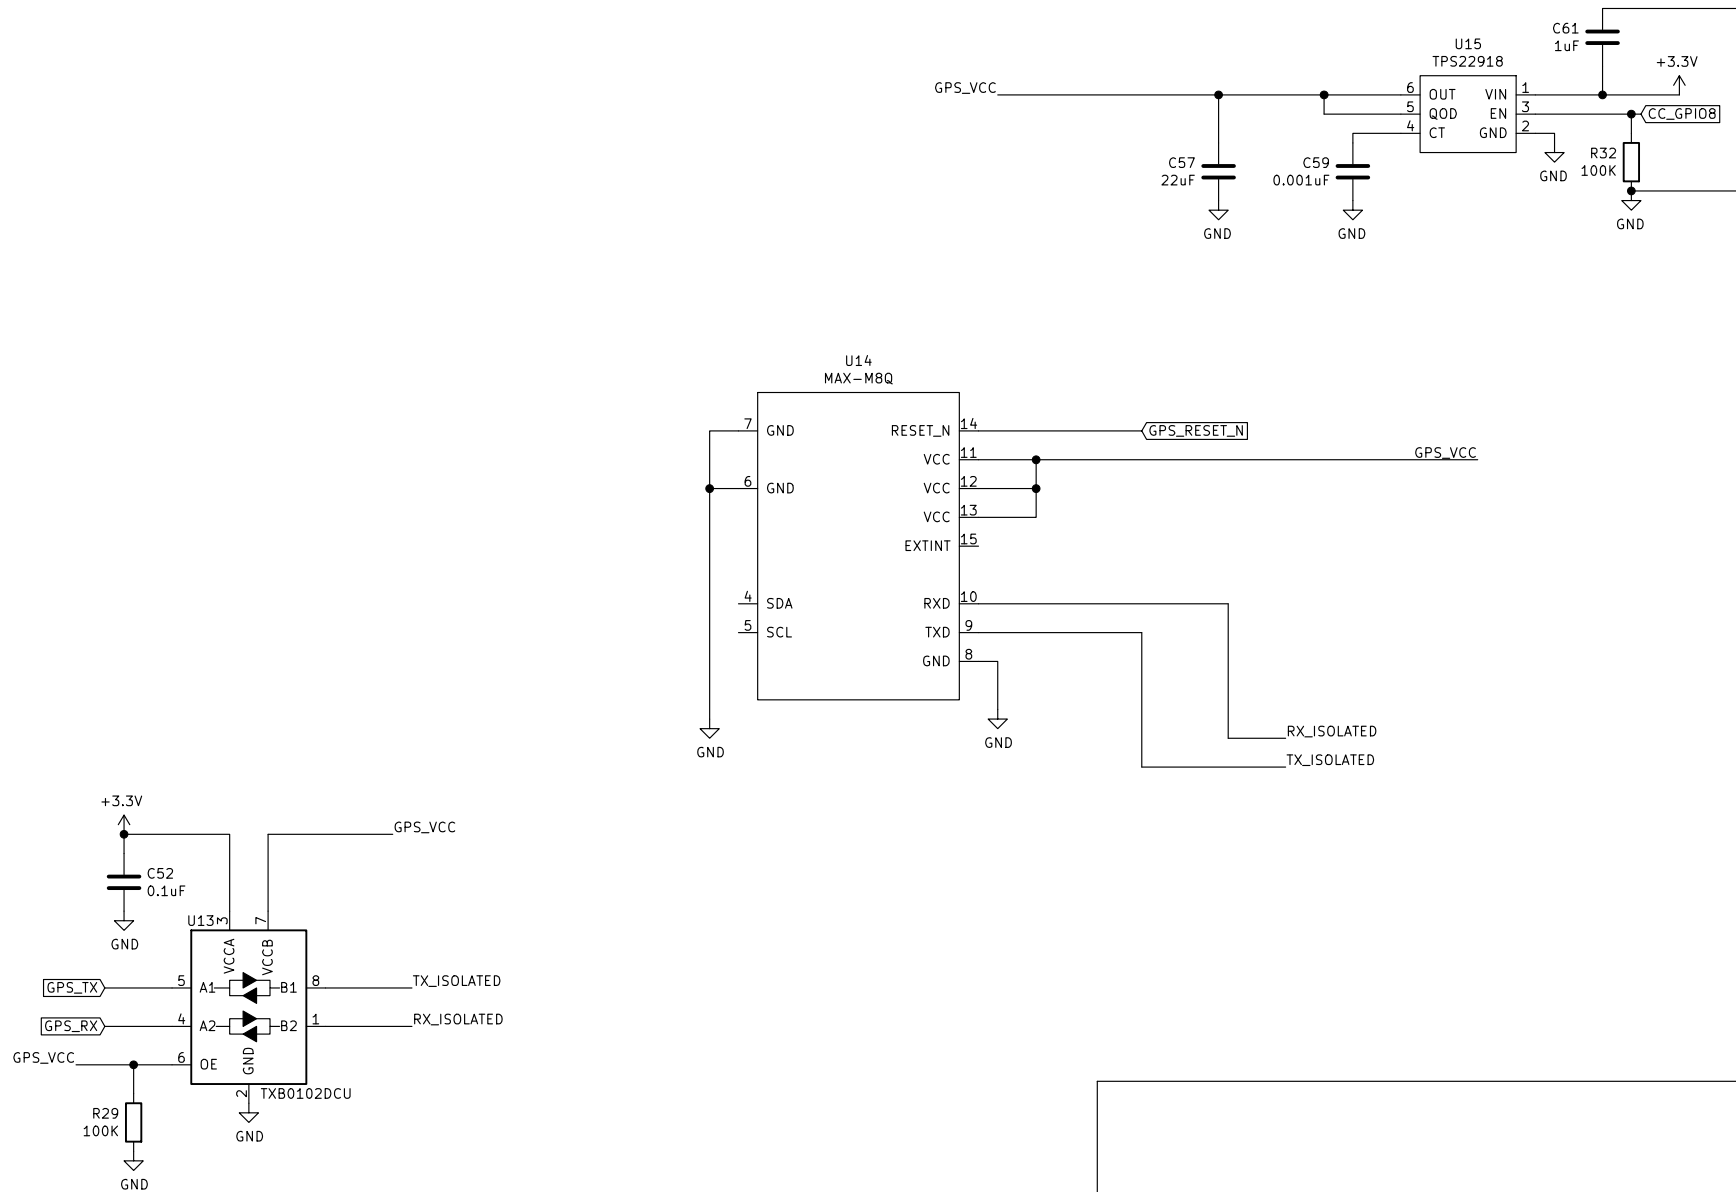 C61
1uF
U15
TPS22918
+3.3V
GPS_VCC
6 OUT VIN 1
5 QOD EN 3
4 CT GND 2
CC_GPIO8
C57
22uF
C59
0.001uF
GND
R32
100K
GND
GND
GND
U14
MAX-M8Q
7 GND RESET_N 14
GPS_RESET_N
VCC 11
GPS_VCC
6 GND VCC 12
VCC 13
EXTINT 15
4 SDA RXD 10
5 SCL TXD 9
GND 8
GND
GND
RX_ISOLATED
TX_ISOLATED
+3.3V
GPS_VCC
C52
0.1uF
GND
U13
3
7
VCCA
VCCB
GPS_TX 5 A1 B1 8 TX_ISOLATED
GPS_RX 4 A2 B2 1 RX_ISOLATED
GPS_VCC 6 OE
GND
2
TXB0102DCU
GND
R29
100K
GND